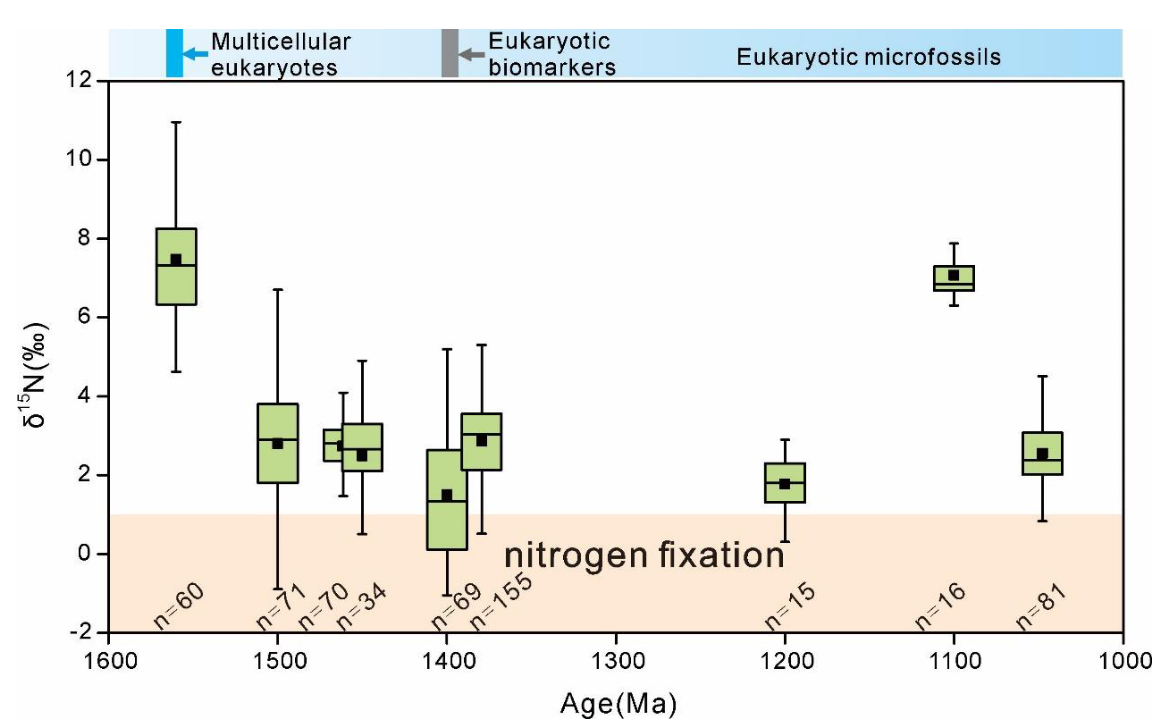 Multicellular
eukaryotes
Eukaryotic
biomarkers
Eukaryotic microfossils
12
10
8
6
4
2
0
-2
δ¹⁵N(‰)
nitrogen fixation
n=60
n=71
n=70
n=34
n=69
n=155
n=15
n=16
n=81
1600
1500
1400
1300
1200
1100
1000
Age(Ma)